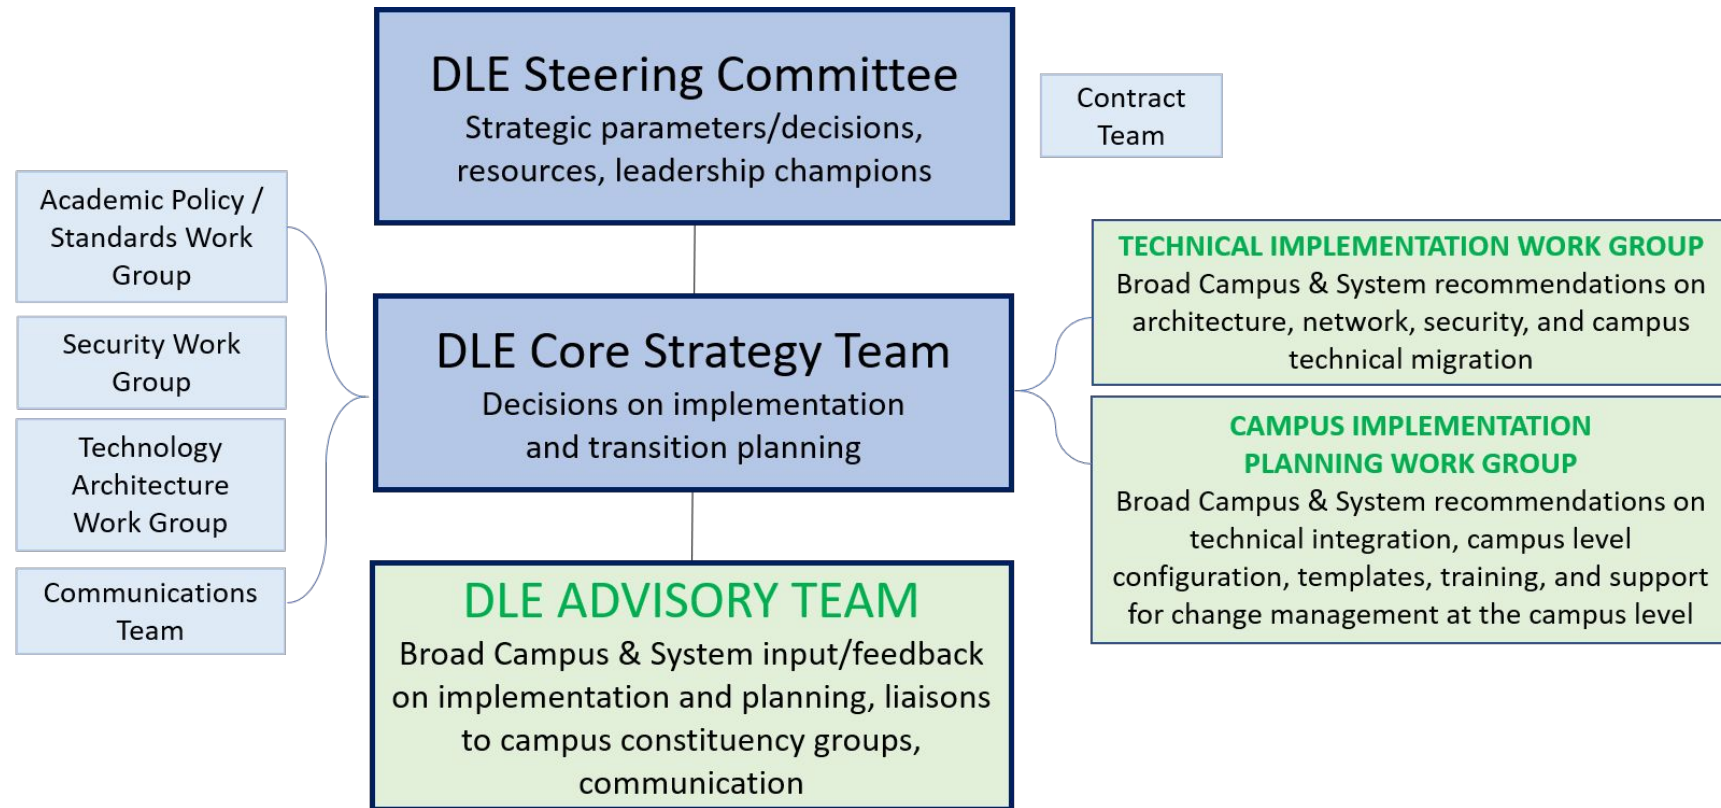 DLE Steering Committee
Strategic parameters/decisions,
resources, leadership champions
Contract
Team
Academic Policy /
Standards Work
Group
Security Work
Group
Technology
Architecture
Work Group
Communications
Team
DLE Core Strategy Team
Decisions on implementation
and transition planning
TECHNICAL IMPLEMENTATION WORK GROUP
Broad Campus & System recommendations on
architecture, network, security, and campus
technical migration
CAMPUS IMPLEMENTATION
PLANNING WORK GROUP
Broad Campus & System recommendations on
technical integration, campus level
configuration, templates, training, and support
for change management at the campus level
DLE ADVISORY TEAM
Broad Campus & System input/feedback
on implementation and planning, liaisons
to campus constituency groups,
communication